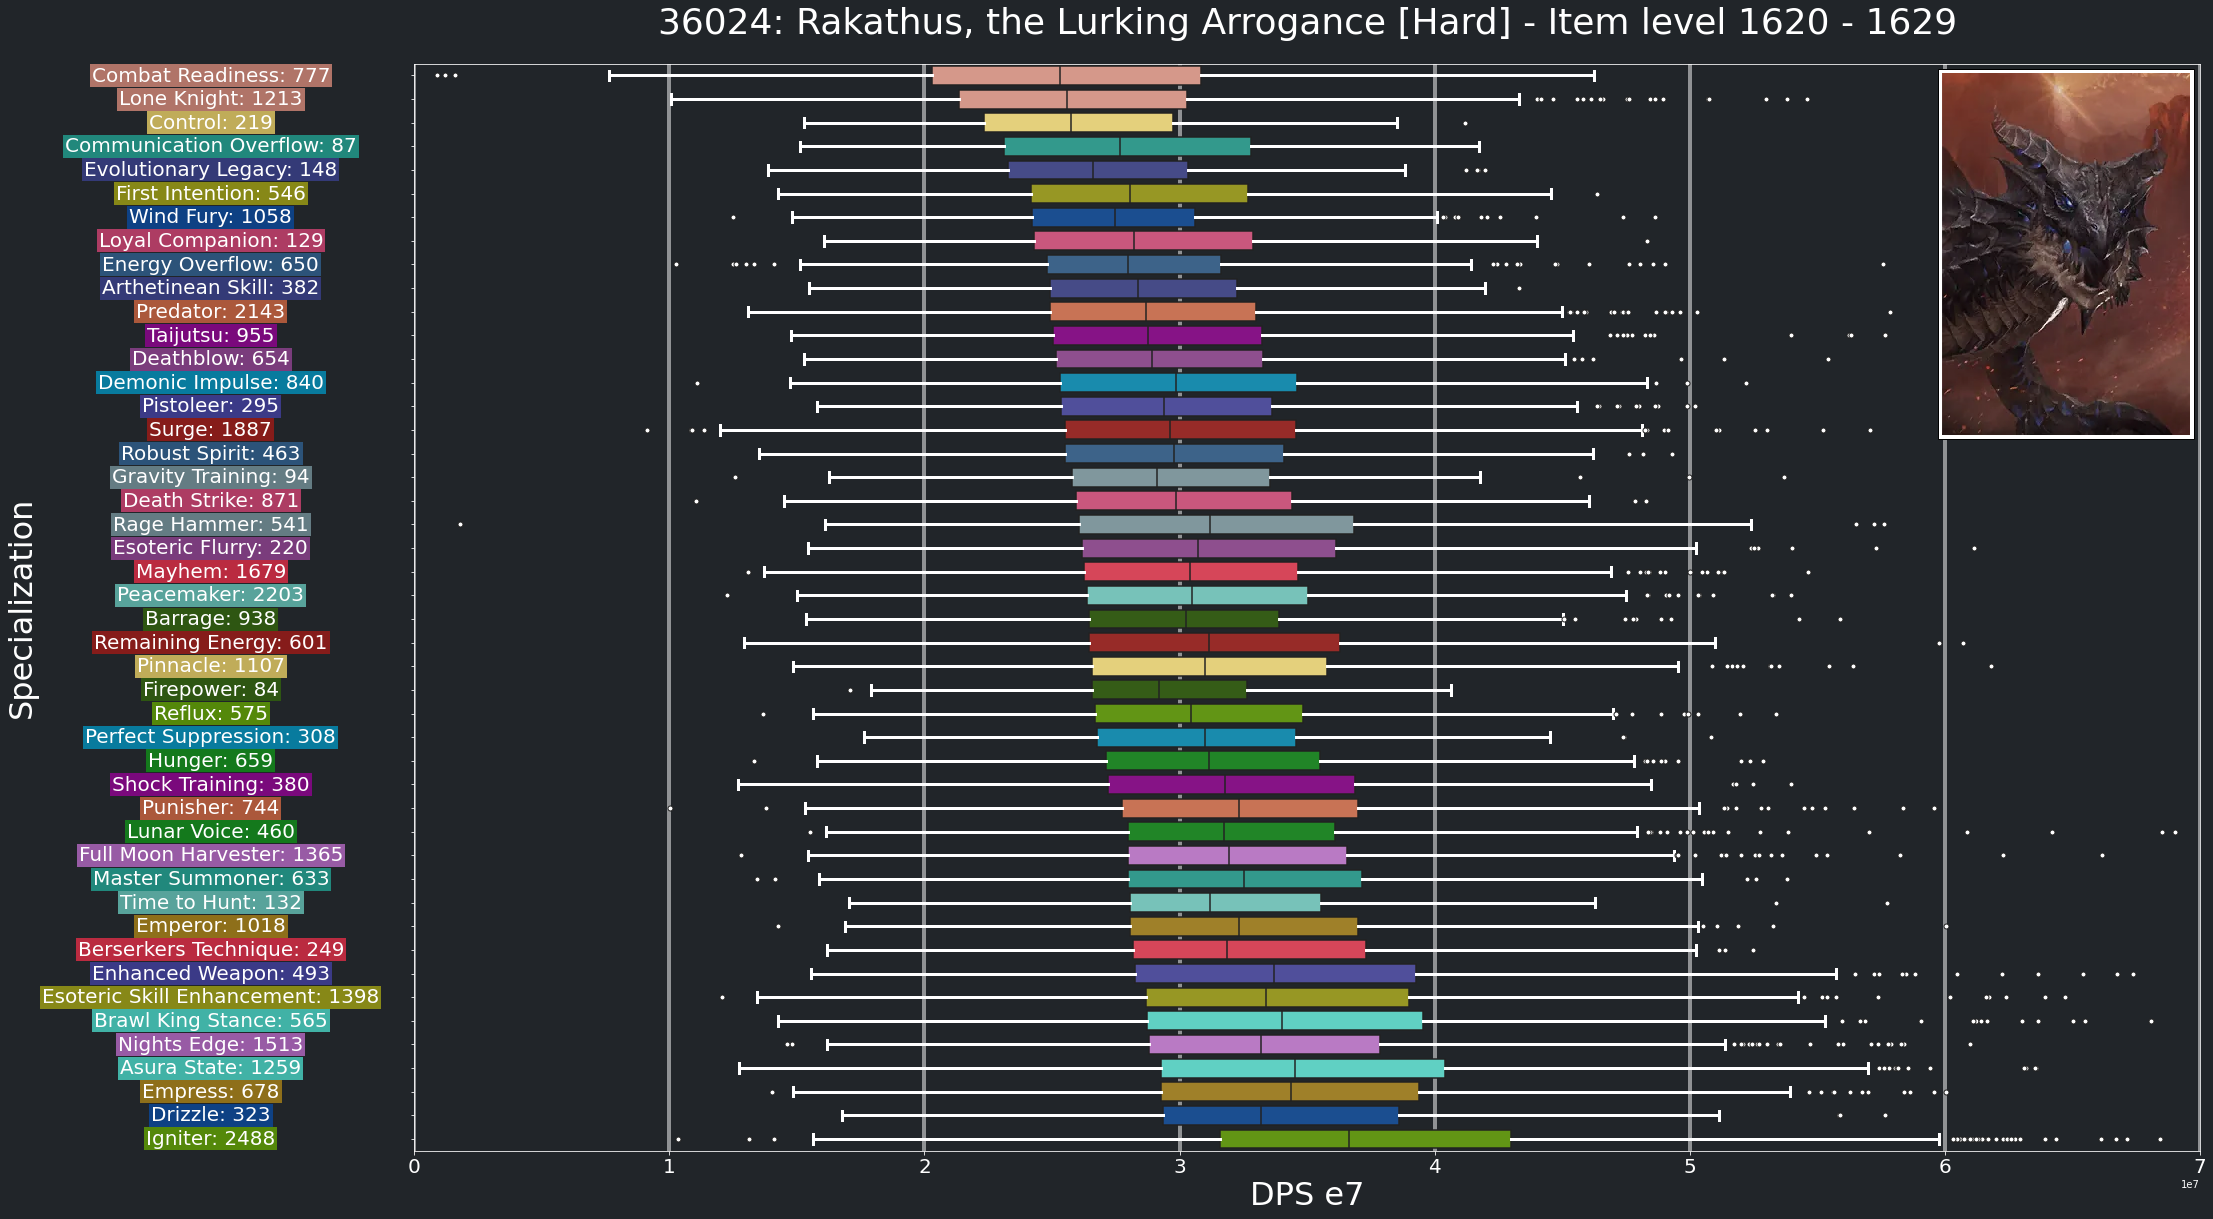 36024: Rakathus, the Lurking Arrogance [Hard] - Item level 1620 - 1629
Specialization
Combat Readiness: 777
Lone Knight: 1213
Control: 219
Communication Overflow: 87
Evolutionary Legacy: 148
First Intention: 546
Wind Fury: 1058
Loyal Companion: 129
Energy Overflow: 650
Arthetinean Skill: 382
Predator: 2143
Taijutsu: 955
Deathblow: 654
Demonic Impulse: 840
Pistoleer: 295
Surge: 1887
Robust Spirit: 463
Gravity Training: 94
Death Strike: 871
Rage Hammer: 541
Esoteric Flurry: 220
Mayhem: 1679
Peacemaker: 2203
Barrage: 938
Remaining Energy: 601
Pinnacle: 1107
Firepower: 84
Reflux: 575
Perfect Suppression: 308
Hunger: 659
Shock Training: 380
Punisher: 744
Lunar Voice: 460
Full Moon Harvester: 1365
Master Summoner: 633
Time to Hunt: 132
Emperor: 1018
Berserkers Technique: 249
Enhanced Weapon: 493
Esoteric Skill Enhancement: 1398
Brawl King Stance: 565
Nights Edge: 1513
Asura State: 1259
Empress: 678
Drizzle: 323
Igniter: 2488
0 1 2 3 4 5 6 7
DPS e7
1e7